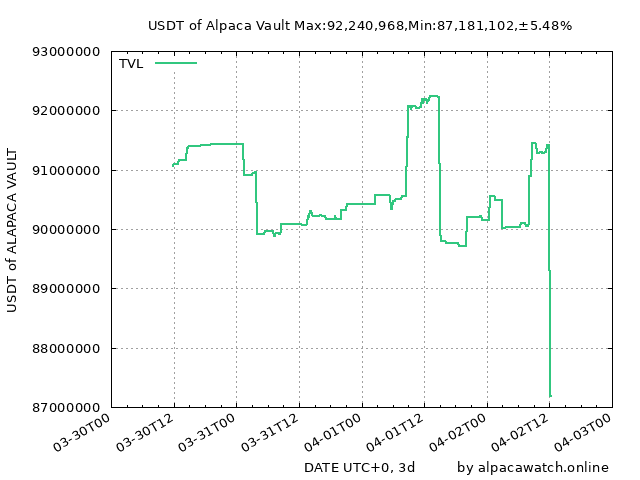 USDT of Alpaca Vault Max:92,240,968,Min:87,181,102,±5.48%
TVL
93000000
92000000
91000000
90000000
89000000
88000000
87000000
USDT of ALAPACA VAULT
03-30T00
03-30T12
03-31T00
03-31T12
04-01T00
04-01T12
04-02T00
04-02T12
04-03T00
DATE UTC+0, 3d
by alpacawatch.online